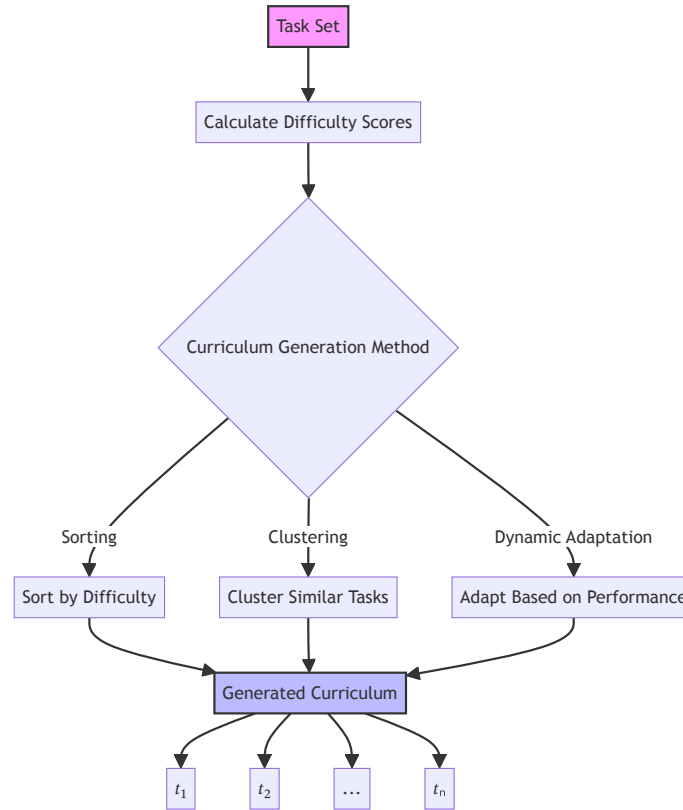 Task Set
Calculate Difficulty Scores
Curriculum Generation Method
Sorting
Clustering
Dynamic Adaptation
Sort by Difficulty
Cluster Similar Tasks
Adapt Based on Performance
Generated Curriculum
t₁
t₂
...
tₙ